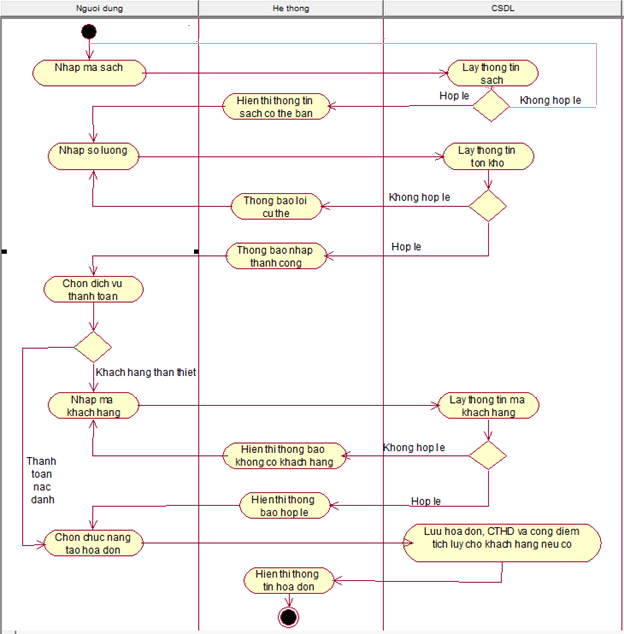 Nguoi dung
He thong
CSDL
Nhap ma sach
Lay thong tin
sach
Hop le
Khong hop le
Hien thi thong tin
sach co the ban
Nhap so luong
Lay thong tin
ton kho
Khong hop le
Thong bao loi
cu the
Hop le
Thong bao nhap
thanh cong
Chon dich vu
thanh toan
Khach hang than thiet
Nhap ma
khach hang
Lay thong tin ma
khach hang
Khong hop le
Hien thi thong bao
khong co khach hang
Thanh
toan
nac
danh
Hop le
Hien thi thong
bao hop le
Chon chuc nang
tao hoa don
Luu hoa don, CTHD va cong diem
tich luy cho khach hang neu co
Hien thi thong
tin hoa don